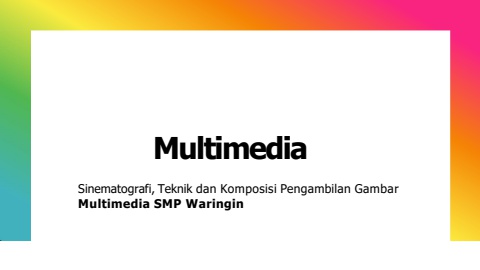 Multimedia
Sinematografi, Teknik dan Komposisi Pengambilan Gambar
Multimedia SMP Waringin